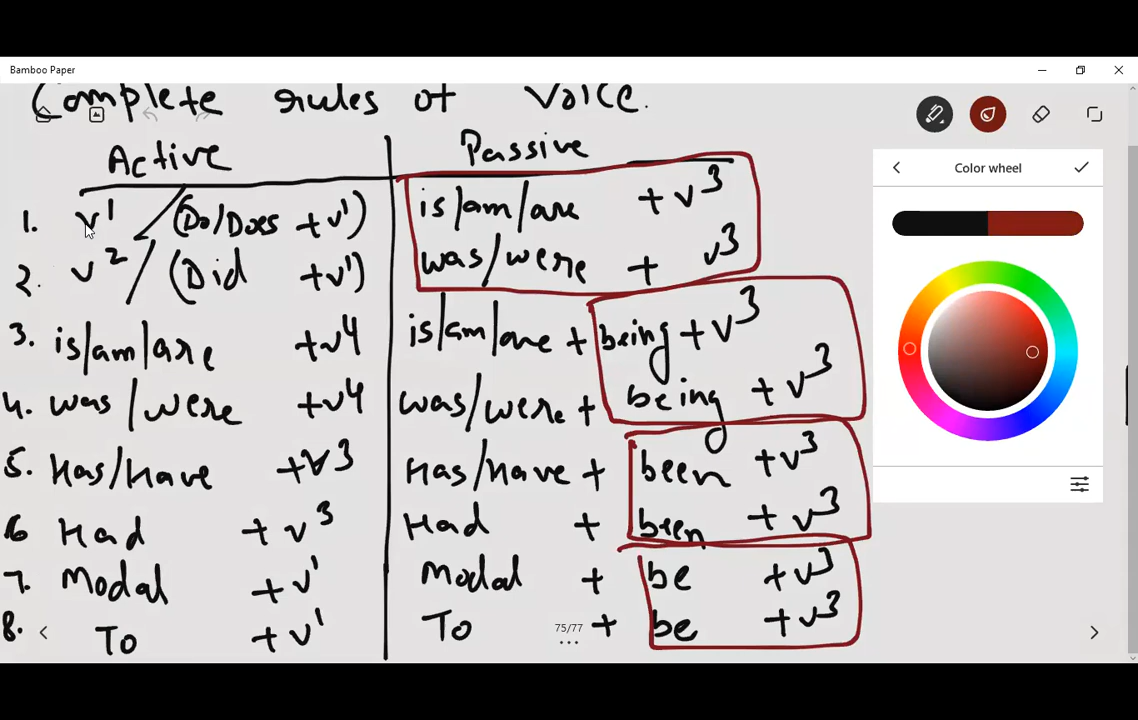 Bamboo Paper
Complete rules of Voice.
Active Passive
Color wheel
1. v1 / (Do/Does + v1) is/am/are + v3
2. v2 / (Did + v1) was/were + v3
3. is/am/are + v4 is/am/are + being + v3
4. was/were + v4 was/were + being + v3
5. Has/Have + v3 Has/Have + been + v3
6 Had + v3 Had + been + v3
7. Modal + v1 Modal + be + v3
8. To + v1 To + be + v3
75/77